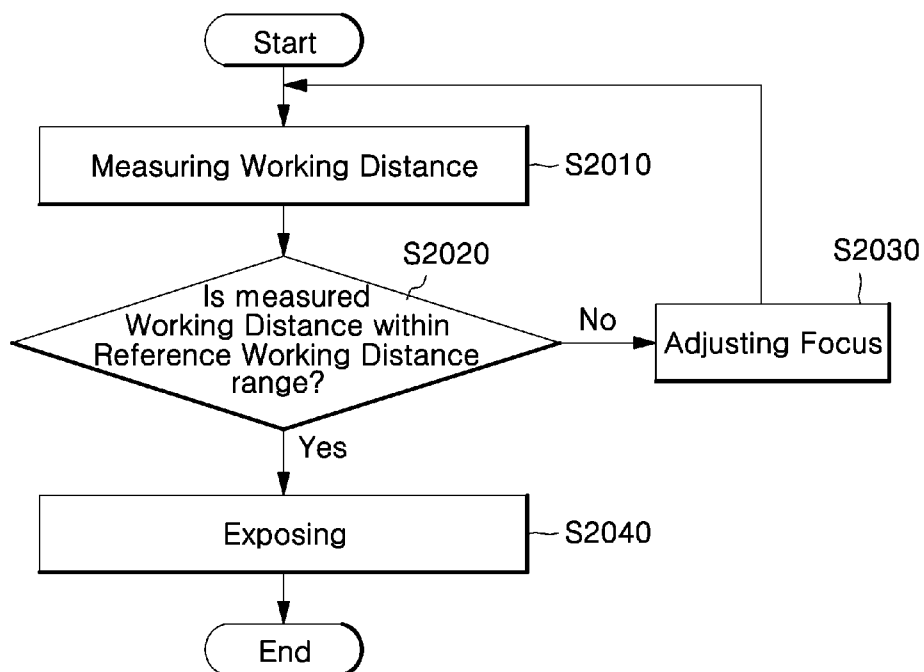 Start
Measuring Working Distance
S2010
S2020
Is measured
Working Distance within
Reference Working Distance
range?
No
S2030
Adjusting Focus
Yes
Exposing
S2040
End